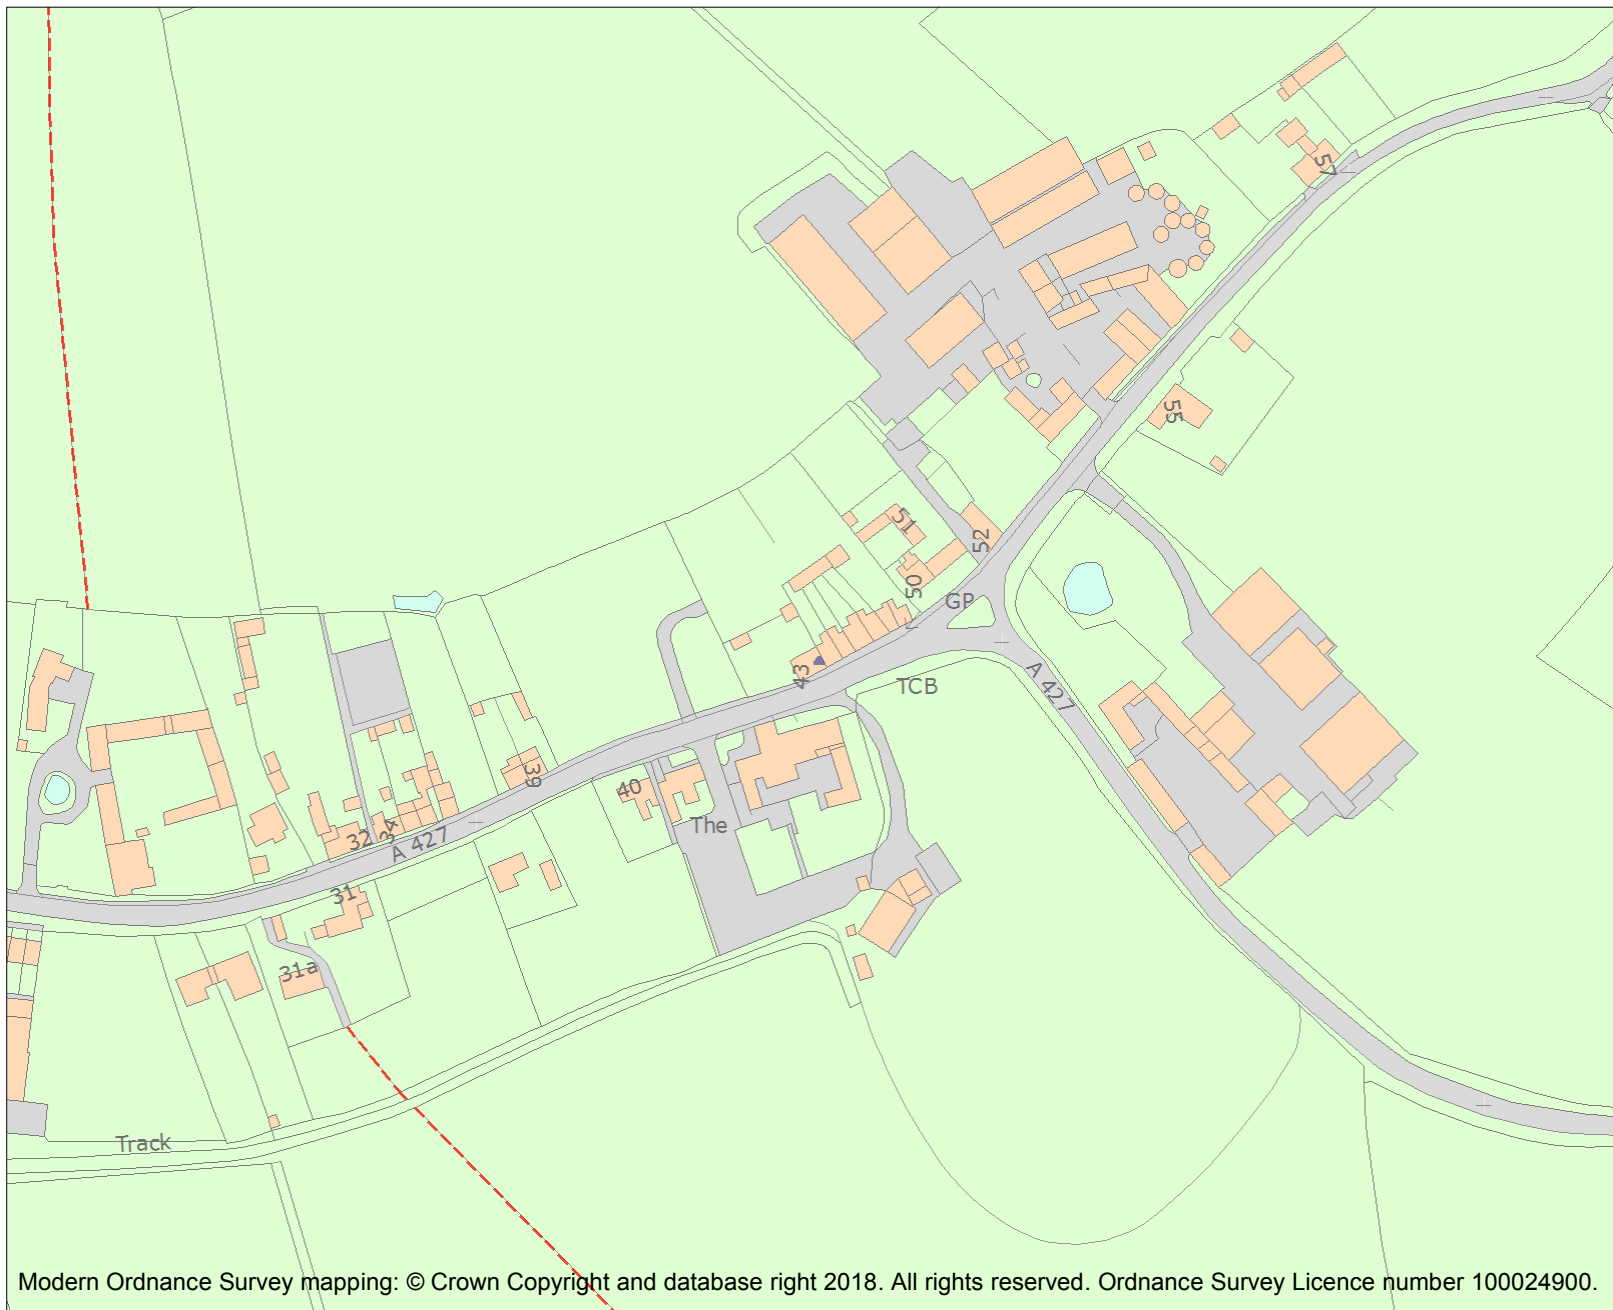 57
55
51
52
50
GP
43
TCB
A 427
39
40
The
34
32
A 427
31
31a
Track
Modern Ordnance Survey mapping: © Crown Copyright and database right 2018. All rights reserved. Ordnance Survey Licence number 100024900.